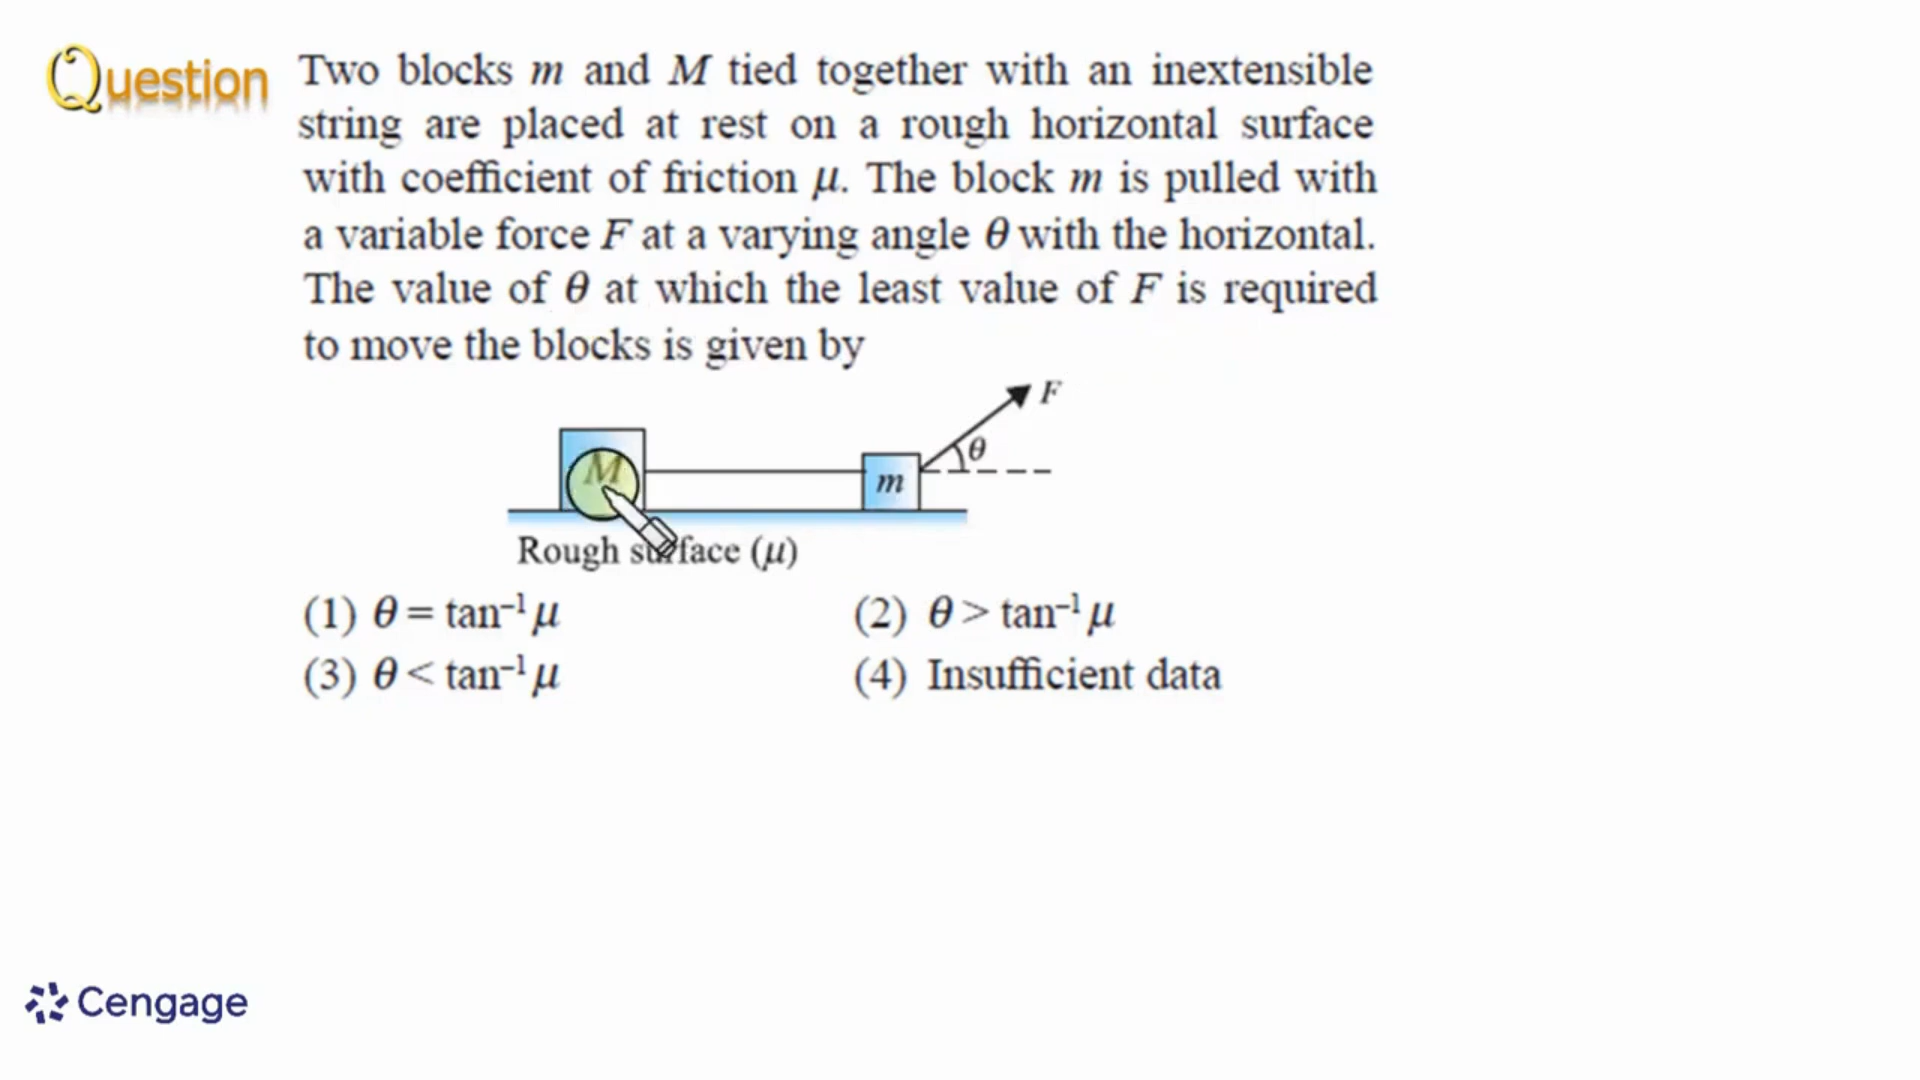 Question
Two blocks m and M tied together with an inextensible
string are placed at rest on a rough horizontal surface
with coefficient of friction μ. The block m is pulled with
a variable force F at a varying angle θ with the horizontal.
The value of θ at which the least value of F is required
to move the blocks is given by
F
θ
M
m
Rough surface (μ)
(1) θ = tan⁻¹ μ (2) θ > tan⁻¹ μ
(3) θ < tan⁻¹ μ (4) Insufficient data
Cengage